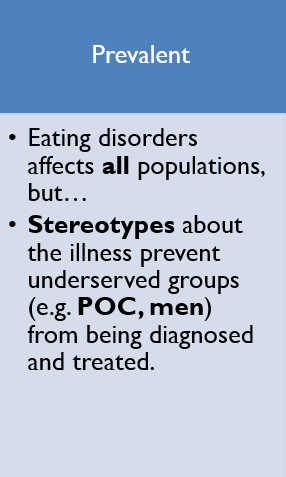 Prevalent
• Eating disorders
affects all populations,
but…
• Stereotypes about
the illness prevent
underserved groups
(e.g. POC, men)
from being diagnosed
and treated.